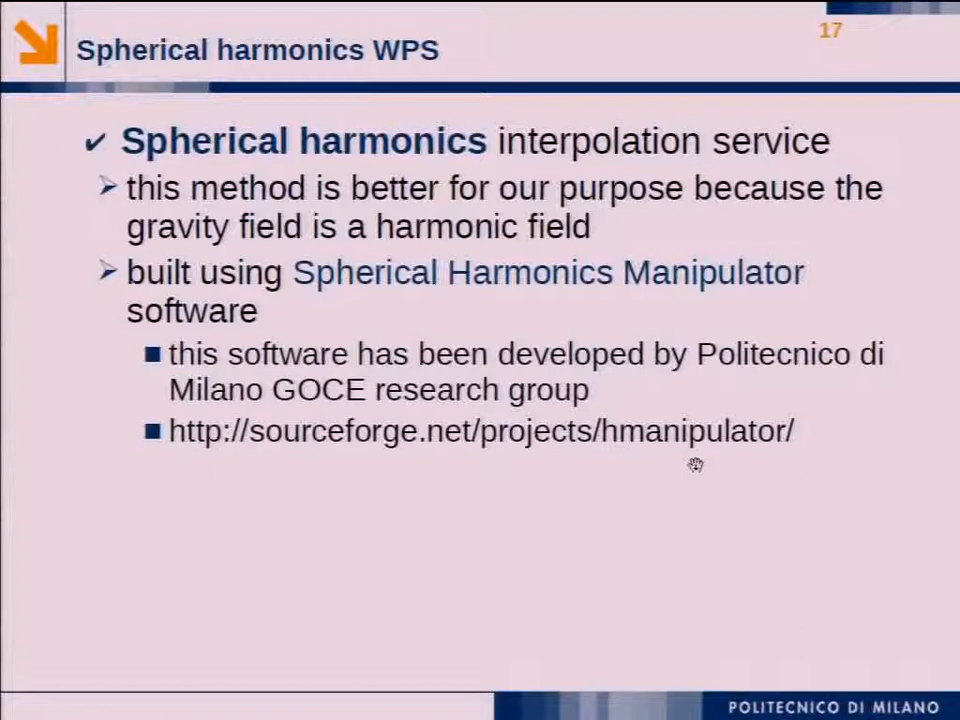 17
Spherical harmonics WPS
Spherical harmonics interpolation service
this method is better for our purpose because the
gravity field is a harmonic field
built using Spherical Harmonics Manipulator
software
this software has been developed by Politecnico di
Milano GOCE research group
http://sourceforge.net/projects/hmanipulator/
POLITECNICO DI MILANO